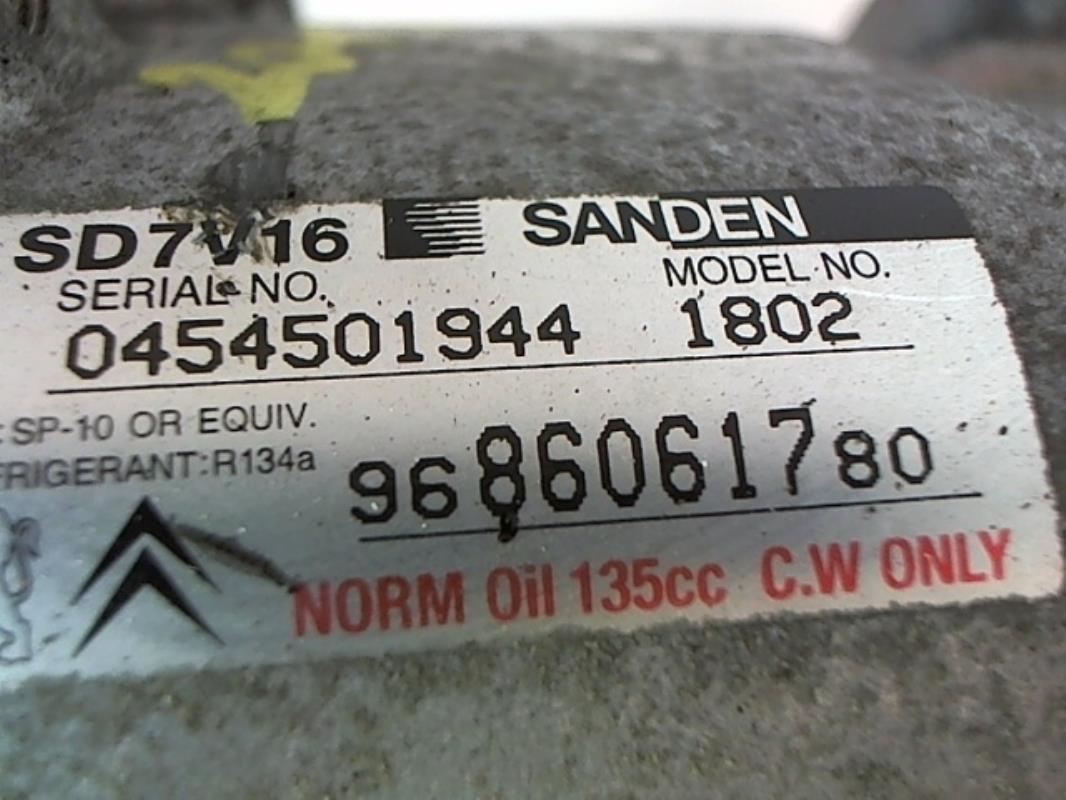 SD7V16 SANDEN
SERIAL NO. MODEL NO.
0454501944 1802
: SP-10 OR EQUIV.
FRIGERANT:R134a
9686061780
NORM Oil 135cc C.W ONLY